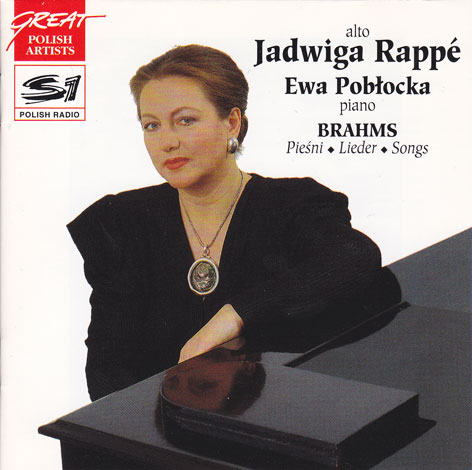 GREAT
POLISH
ARTISTS
S1
POLISH RADIO
alto
Jadwiga Rappé
Ewa Pobłocka
piano
BRAHMS
Pieśni ◆ Lieder ◆ Songs